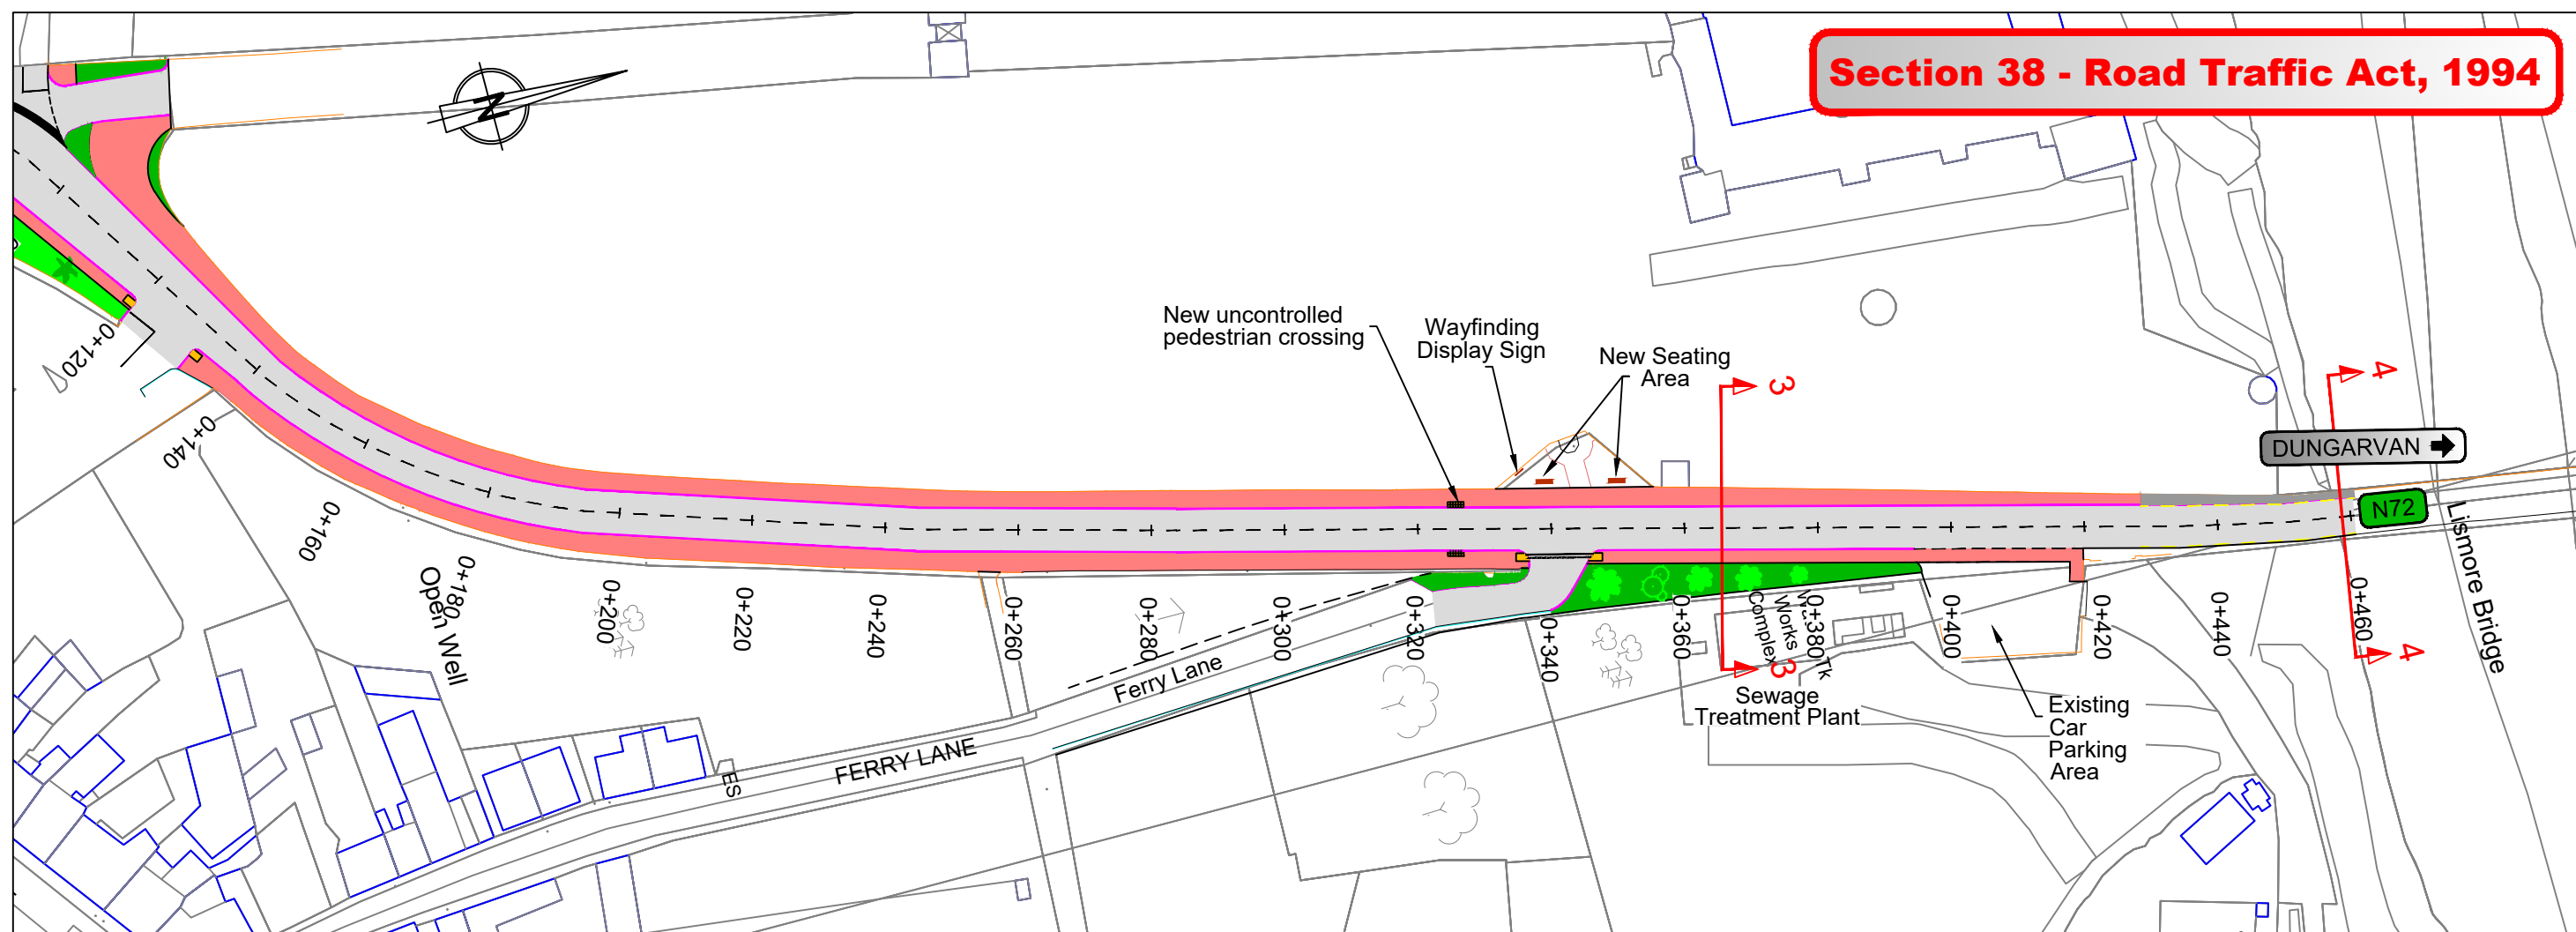 Section 38 - Road Traffic Act, 1994
N
New uncontrolled
pedestrian crossing
Wayfinding
Display Sign
New Seating
Area
3
4
DUNGARVAN
N72
Lismore Bridge
0+120
0+140
0+160
0+180
0+200
0+220
0+240
0+260
0+280
0+300
0+320
0+340
0+360
0+380
0+400
0+420
0+440
0+460
Open Well
Ferry Lane
FERRY LANE
ES
Works
Complex
Tk
3
4
Sewage
Treatment Plant
Existing
Car
Parking
Area